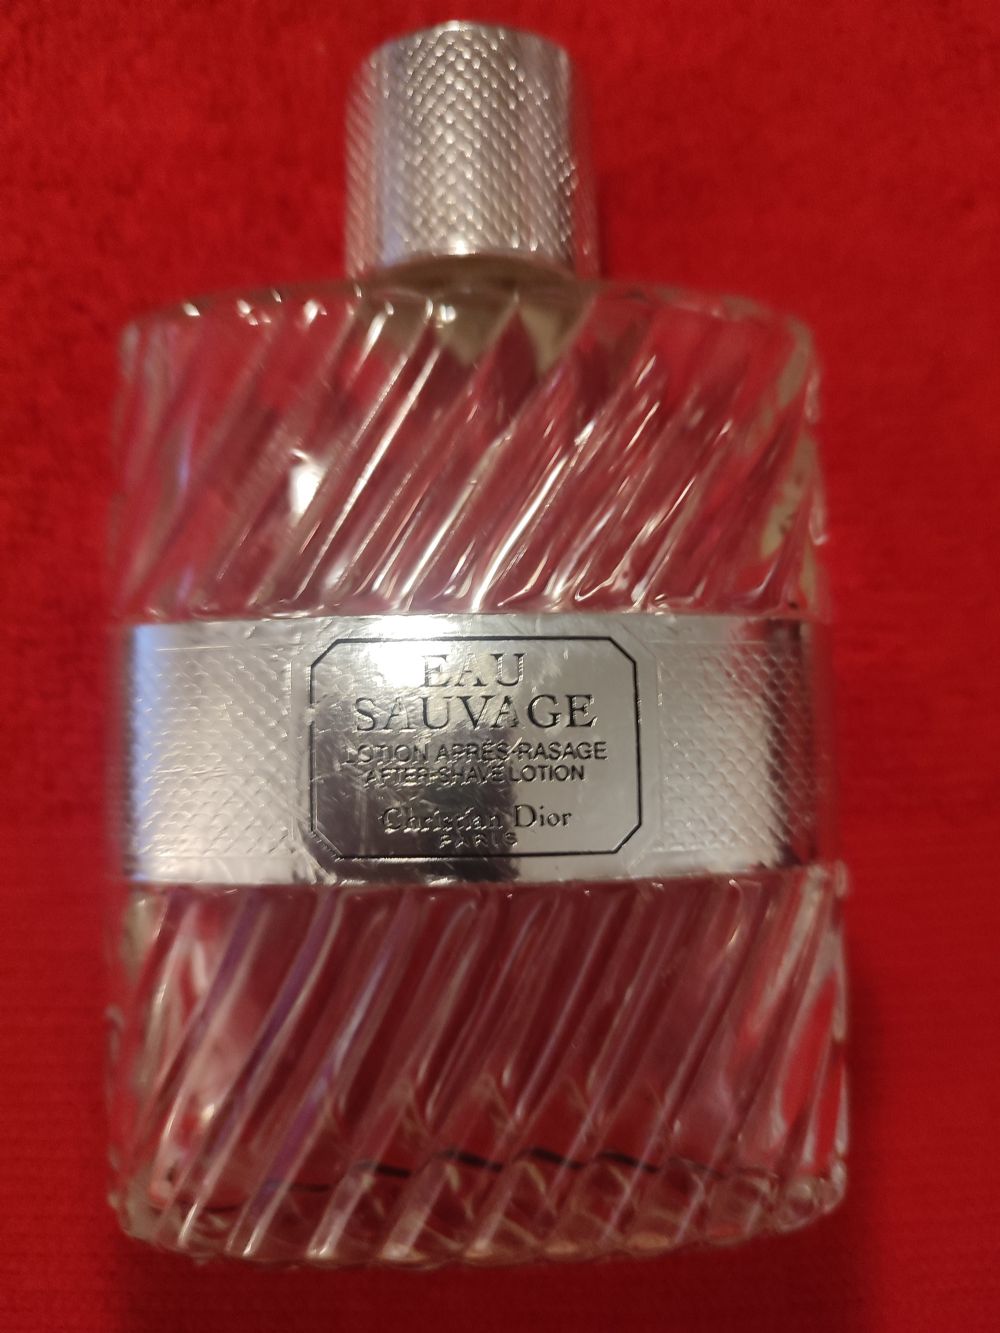 EAU
SAUVAGE
LOTION APRÈS-RASAGE
AFTER-SHAVE LOTION
Christian Dior
PARIS